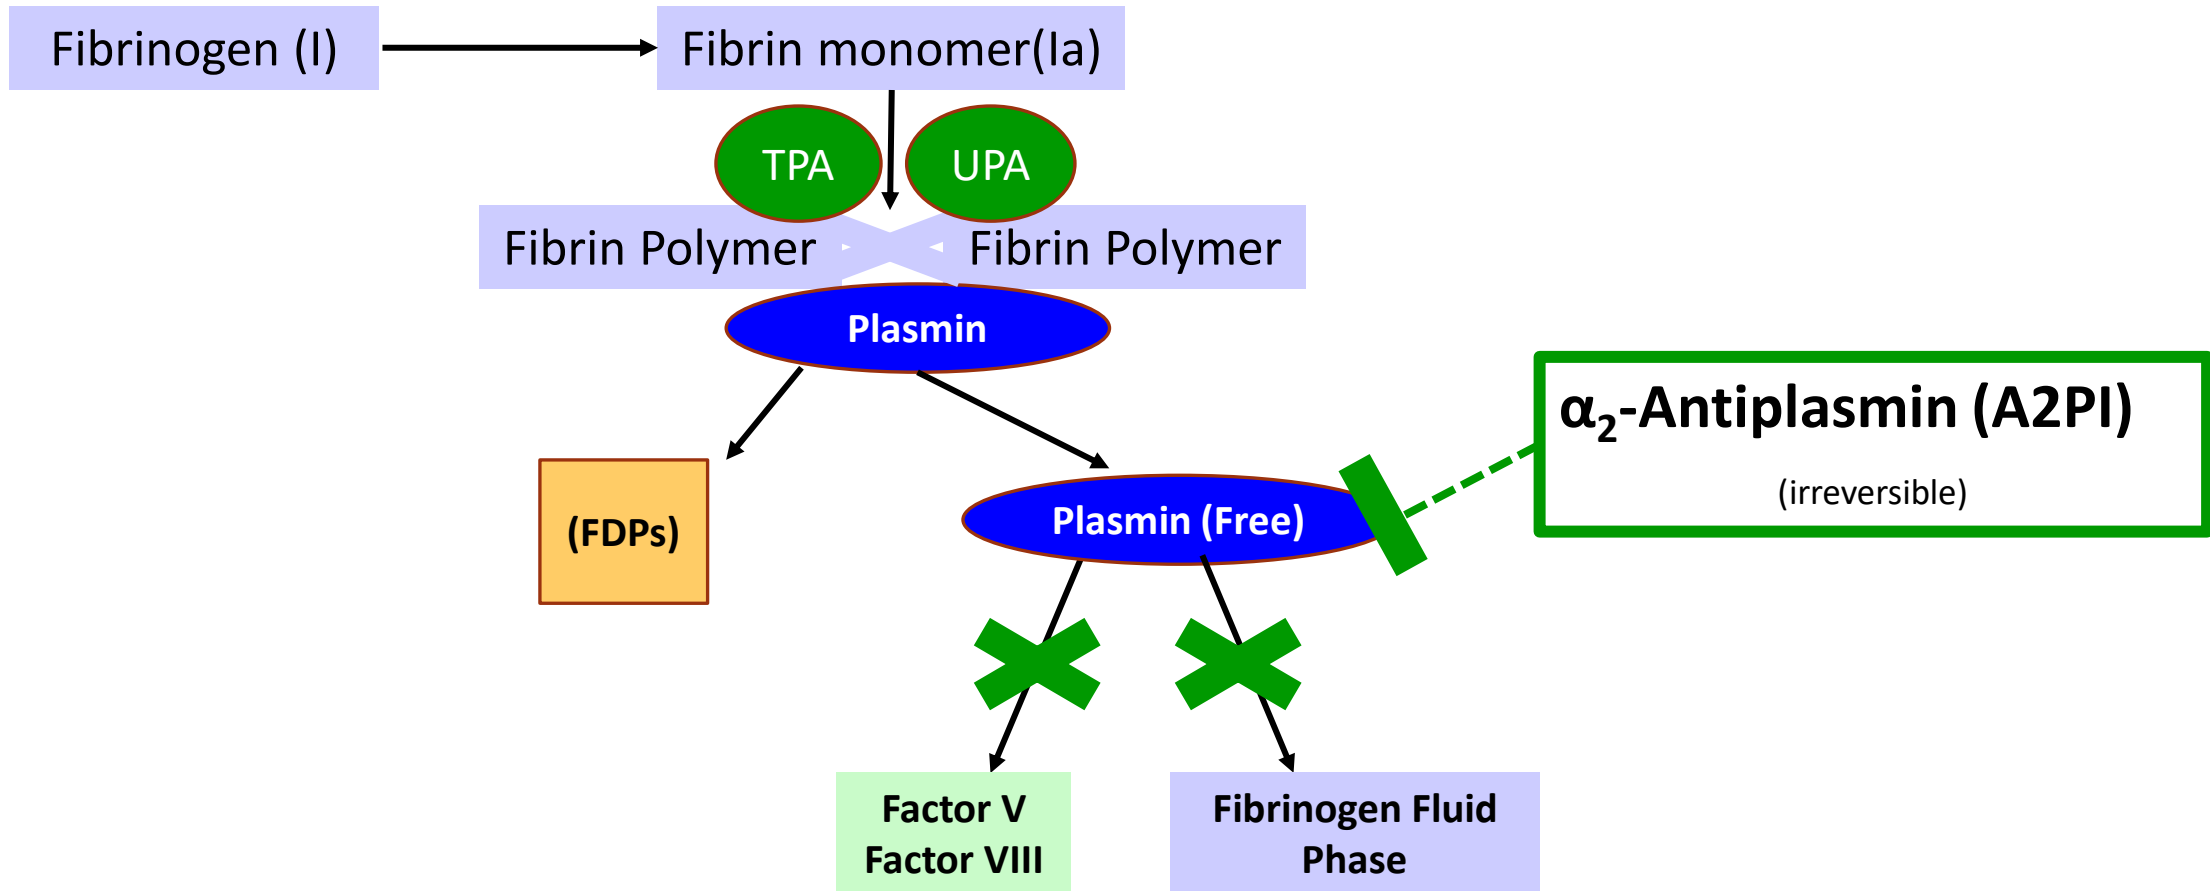 Fibrinogen (I)
Fibrin monomer(Ia)
TPA
UPA
Fibrin Polymer
Fibrin Polymer
Plasmin
α₂-Antiplasmin (A2PI)
(irreversible)
(FDPs)
Plasmin (Free)
Factor V
Factor VIII
Fibrinogen Fluid
Phase